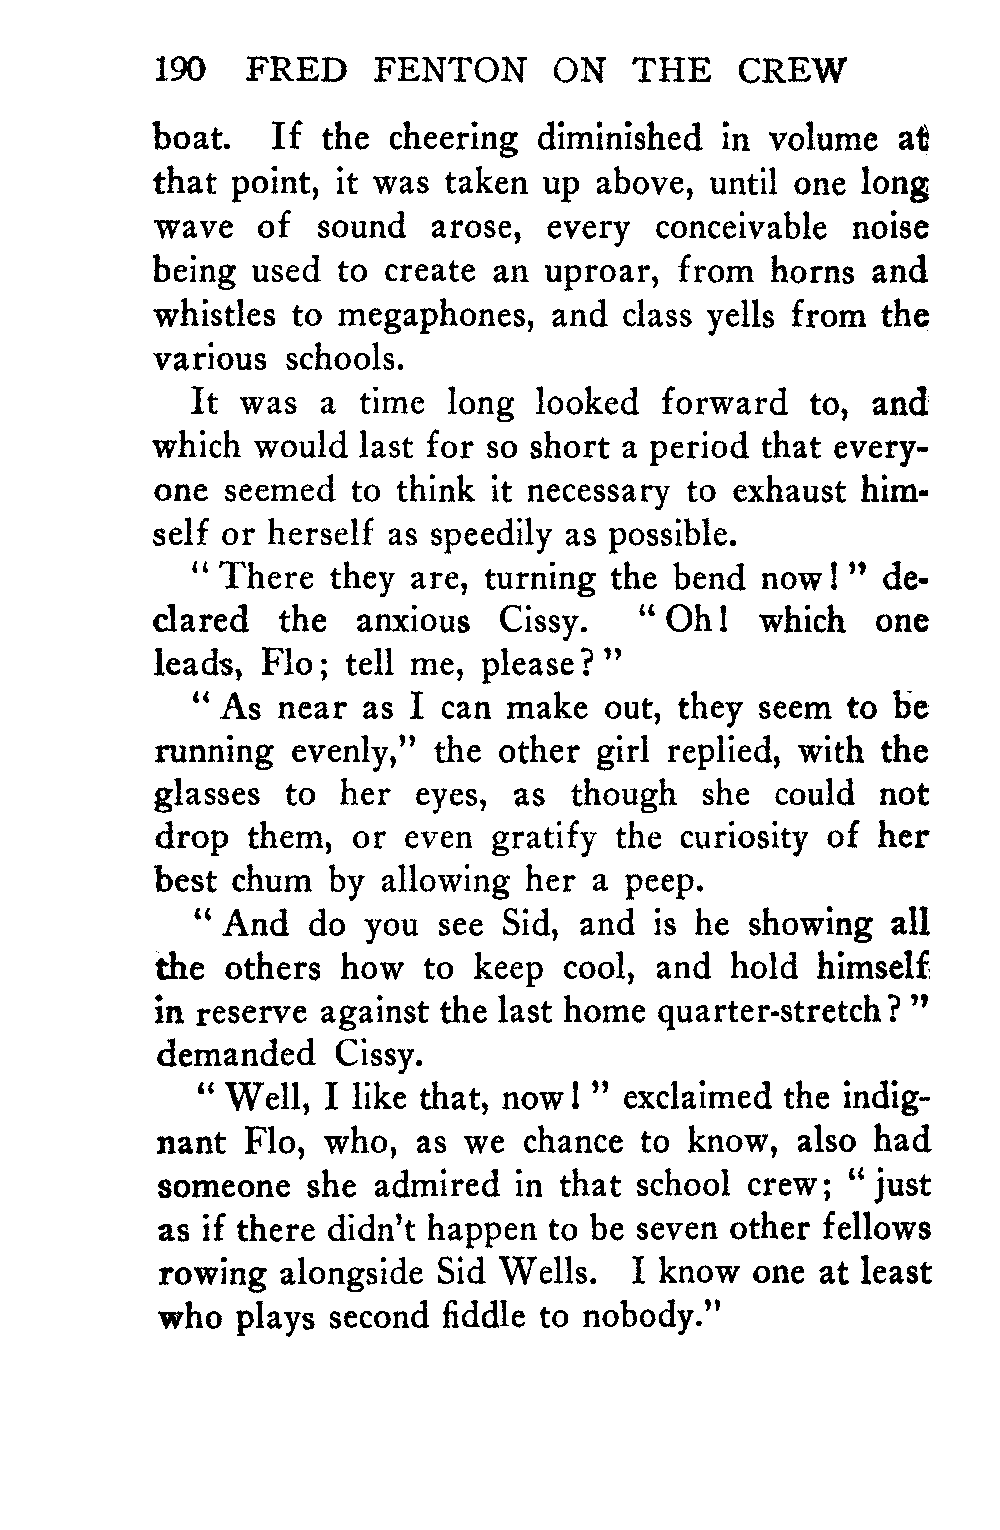 190 FRED FENTON ON THE CREW
boat. If the cheering diminished in volume at
that point, it was taken up above, until one long
wave of sound arose, every conceivable noise
being used to create an uproar, from horns and
whistles to megaphones, and class yells from the
various schools.
It was a time long looked forward to, and
which would last for so short a period that every-
one seemed to think it necessary to exhaust him-
self or herself as speedily as possible.
“ There they are, turning the bend now! ” de-
clared the anxious Cissy. “ Oh! which one
leads, Flo; tell me, please? ”
“ As near as I can make out, they seem to be
running evenly,” the other girl replied, with the
glasses to her eyes, as though she could not
drop them, or even gratify the curiosity of her
best chum by allowing her a peep.
“ And do you see Sid, and is he showing all
the others how to keep cool, and hold himself
in reserve against the last home quarter-stretch? ”
demanded Cissy.
“ Well, I like that, now! ” exclaimed the indig-
nant Flo, who, as we chance to know, also had
someone she admired in that school crew; “ just
as if there didn’t happen to be seven other fellows
rowing alongside Sid Wells. I know one at least
who plays second fiddle to nobody.”